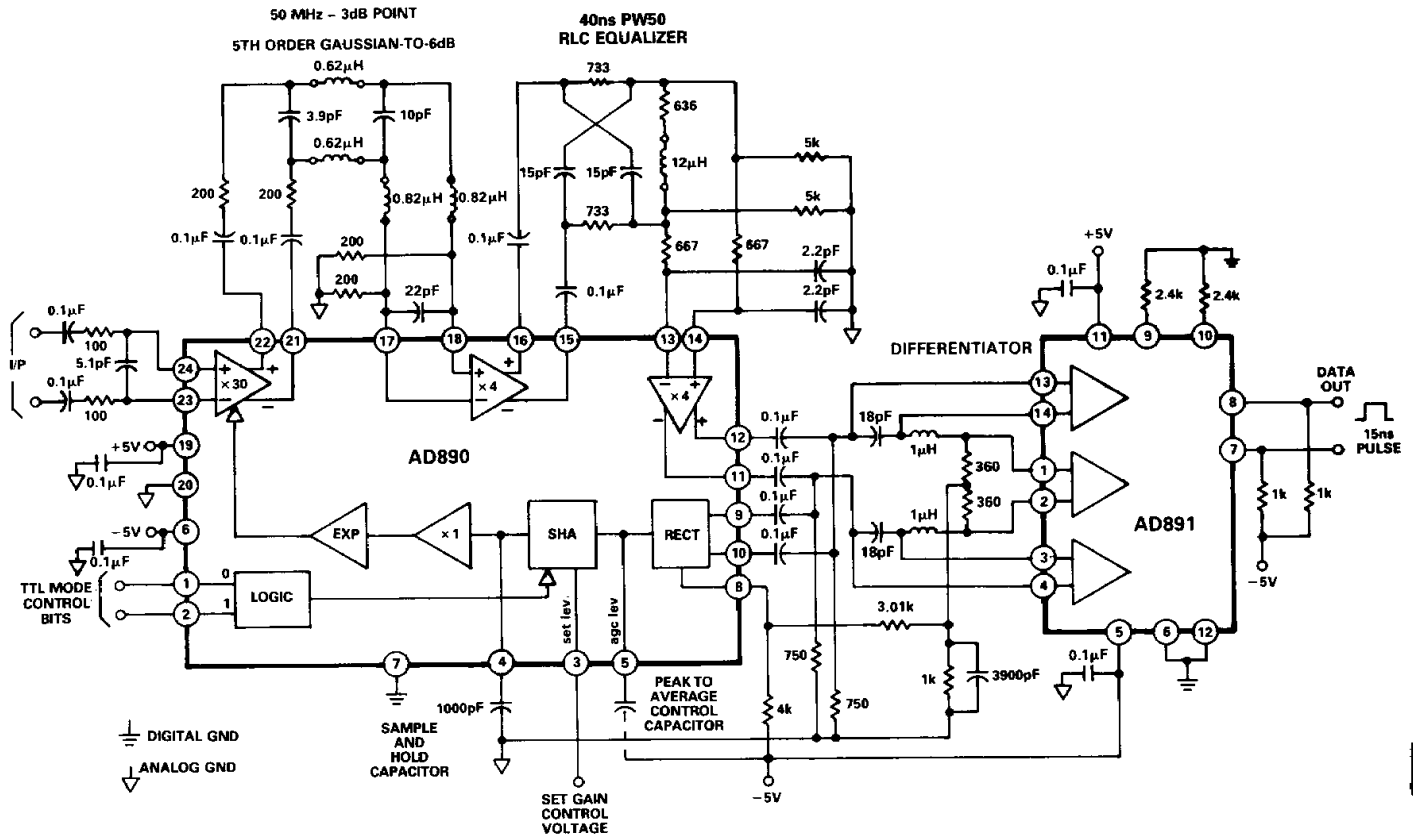 50 MHz – 3dB POINT
5TH ORDER GAUSSIAN-TO-6dB
40ns PW50
RLC EQUALIZER
0.62μH
3.9pF
10pF
0.62μH
200
200
0.82μH
0.82μH
0.1μF
0.1μF
200
200
22pF
733
15pF
15pF
733
0.1μF
0.1μF
636
12μH
5k
5k
667
667
2.2pF
2.2pF
I/P
0.1μF
100
5.1pF
0.1μF
100
24
23
22
21
17
18
16
15
13
14
+
–
×30
+
–
+
–
×4
+
–
–
+
×4
–
+
+5V
19
0.1μF
20
–5V
6
0.1μF
TTL MODE
CONTROL
BITS
1
0
2
1
LOGIC
AD890
EXP
×1
SHA
RECT
set lev
agc lev
12
11
9
10
8
7
4
3
5
0.1μF
0.1μF
0.1μF
0.1μF
1000pF
SAMPLE
AND
HOLD
CAPACITOR
SET GAIN
CONTROL
VOLTAGE
PEAK TO
AVERAGE
CONTROL
CAPACITOR
4k
–5V
750
750
3.01k
1k
3900pF
DIFFERENTIATOR
18pF
1μH
360
360
1μH
18pF
+5V
0.1μF
2.4k
2.4k
11
9
10
13
14
1
2
3
4
AD891
8
7
5
6
12
0.1μF
DATA
OUT
15ns
PULSE
1k
1k
–5V
DIGITAL GND
ANALOG GND